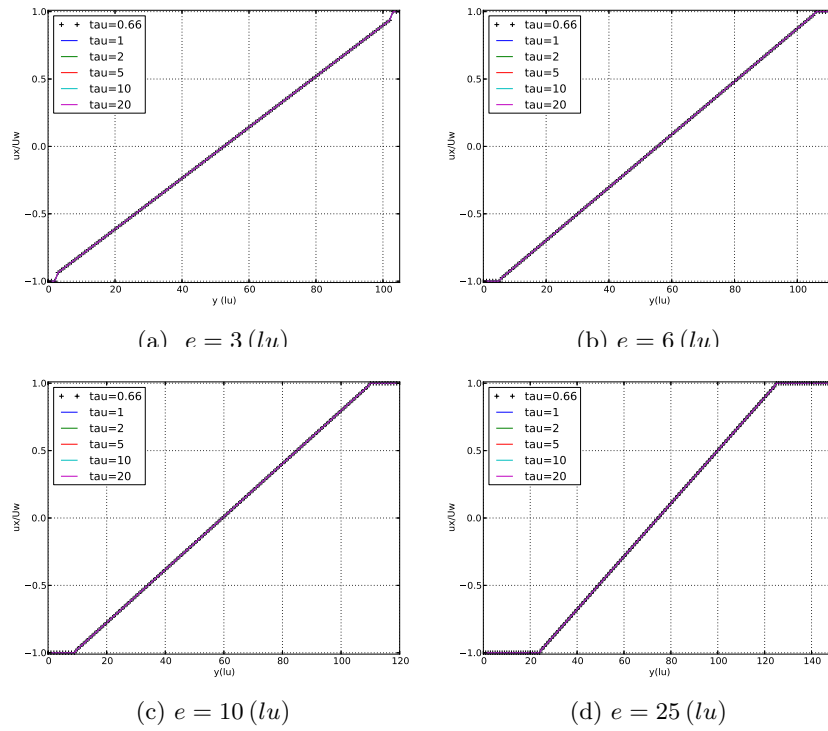 1.0
0.5
0.0
−0.5
−1.0
ux/Uw
tau=0.66
tau=1
tau=2
tau=5
tau=10
tau=20
0 20 40 60 80 100
y (lu)
(a) e = 3 (lu)
1.0
0.5
0.0
−0.5
−1.0
ux/Uw
tau=0.66
tau=1
tau=2
tau=5
tau=10
tau=20
0 20 40 60 80 100
y(lu)
(b) e = 6 (lu)
1.0
0.5
0.0
−0.5
−1.0
ux/Uw
tau=0.66
tau=1
tau=2
tau=5
tau=10
tau=20
0 20 40 60 80 100 120
y(lu)
(c) e = 10 (lu)
1.0
0.5
0.0
−0.5
−1.0
ux/Uw
tau=0.66
tau=1
tau=2
tau=5
tau=10
tau=20
0 20 40 60 80 100 120 140
y(lu)
(d) e = 25 (lu)